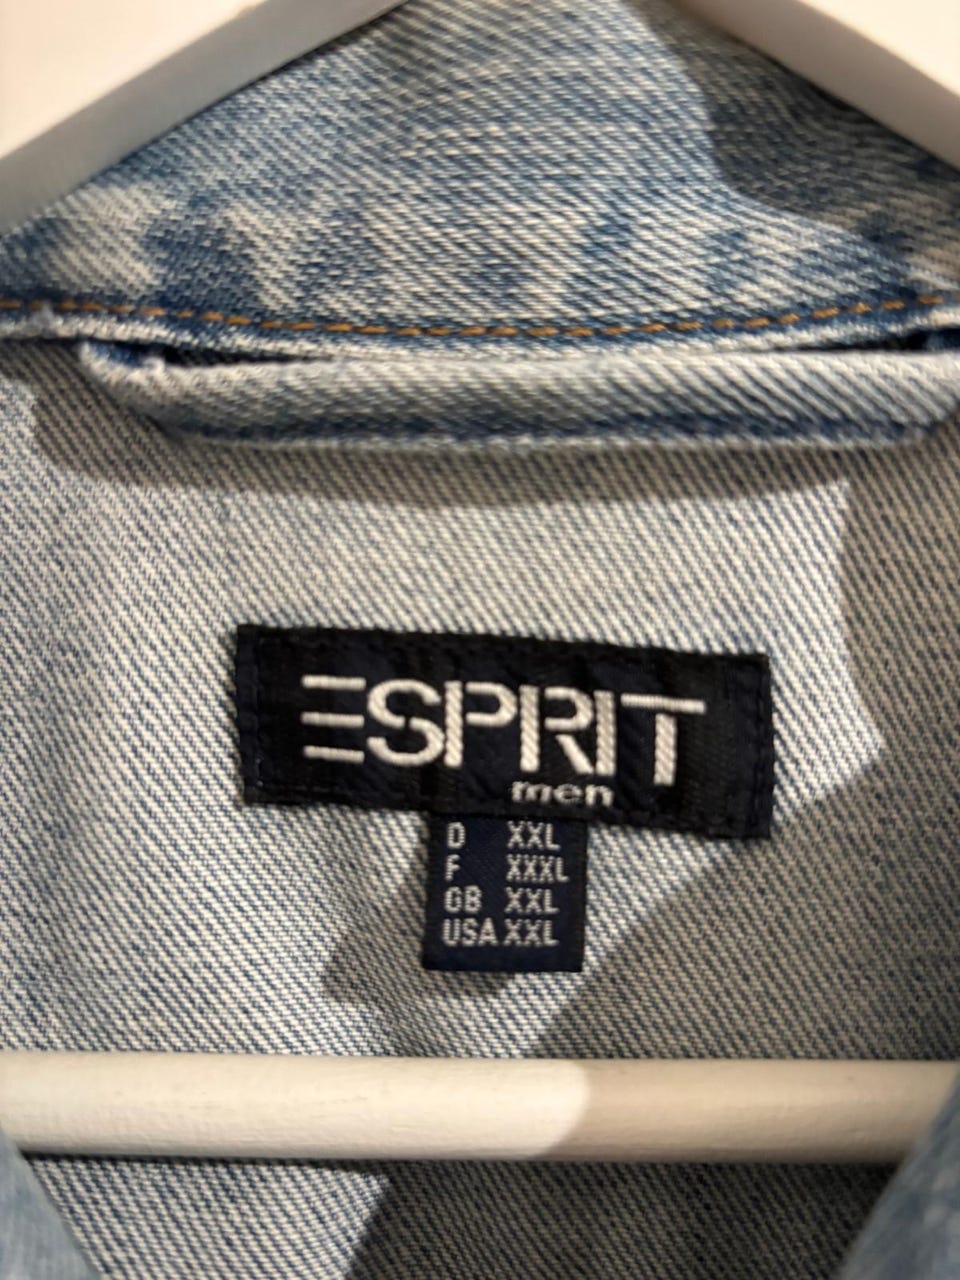 ESPRIT
men
D XXL
F XXXL
GB XXL
USA XXL